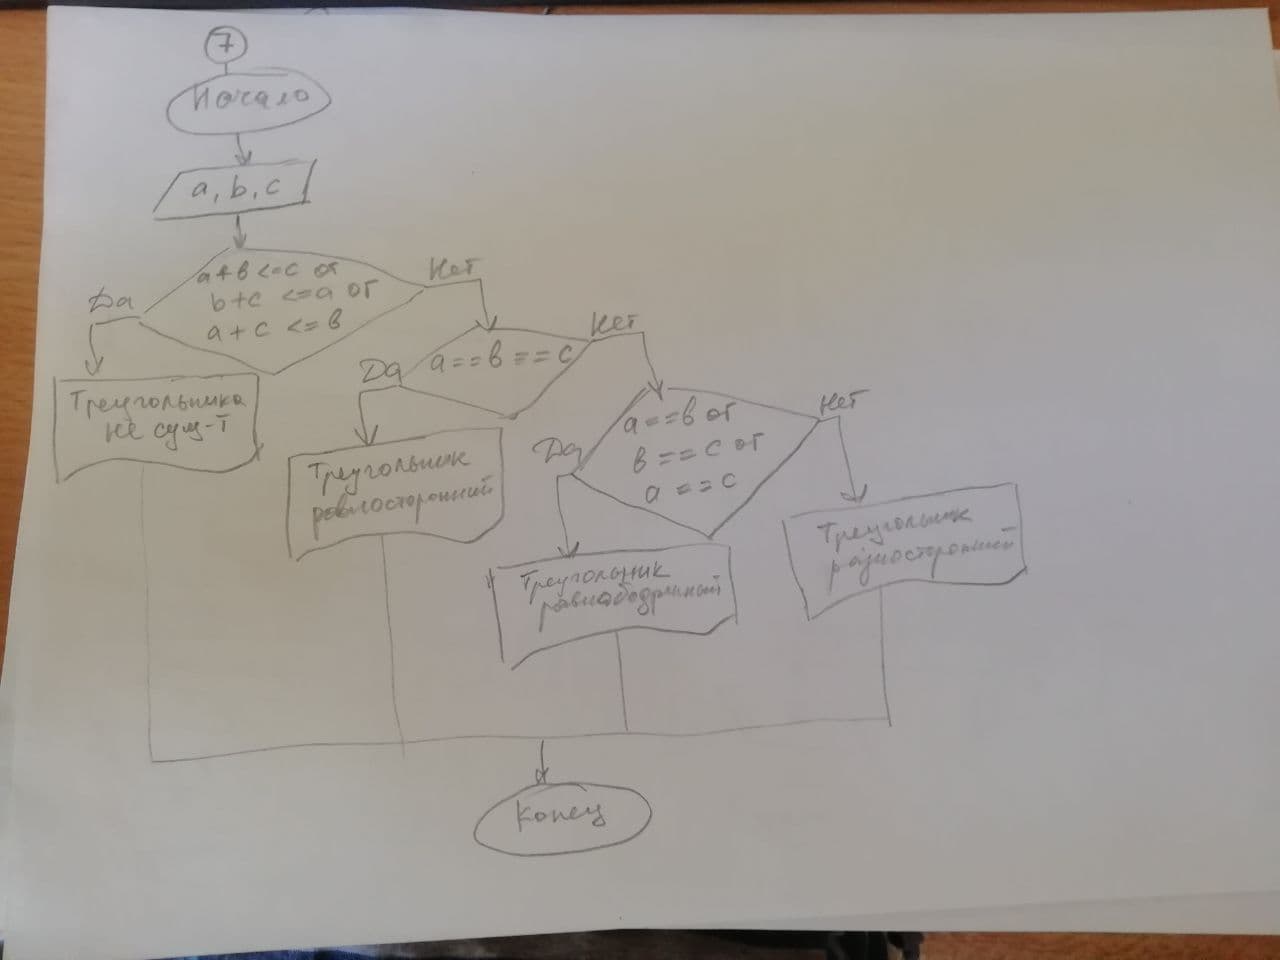 7
Начало
a, b, c
a+b<=c or
b+c <=a or
a+c <=b
Да
Нет
Треугольника
не сущ-т
a==b==c
Да
Нет
Треугольник
равносторонний
a==b or
b==c or
a==c
Да
Нет
Треугольник
равнабедренный
Треугольник
разносторонний
Конец